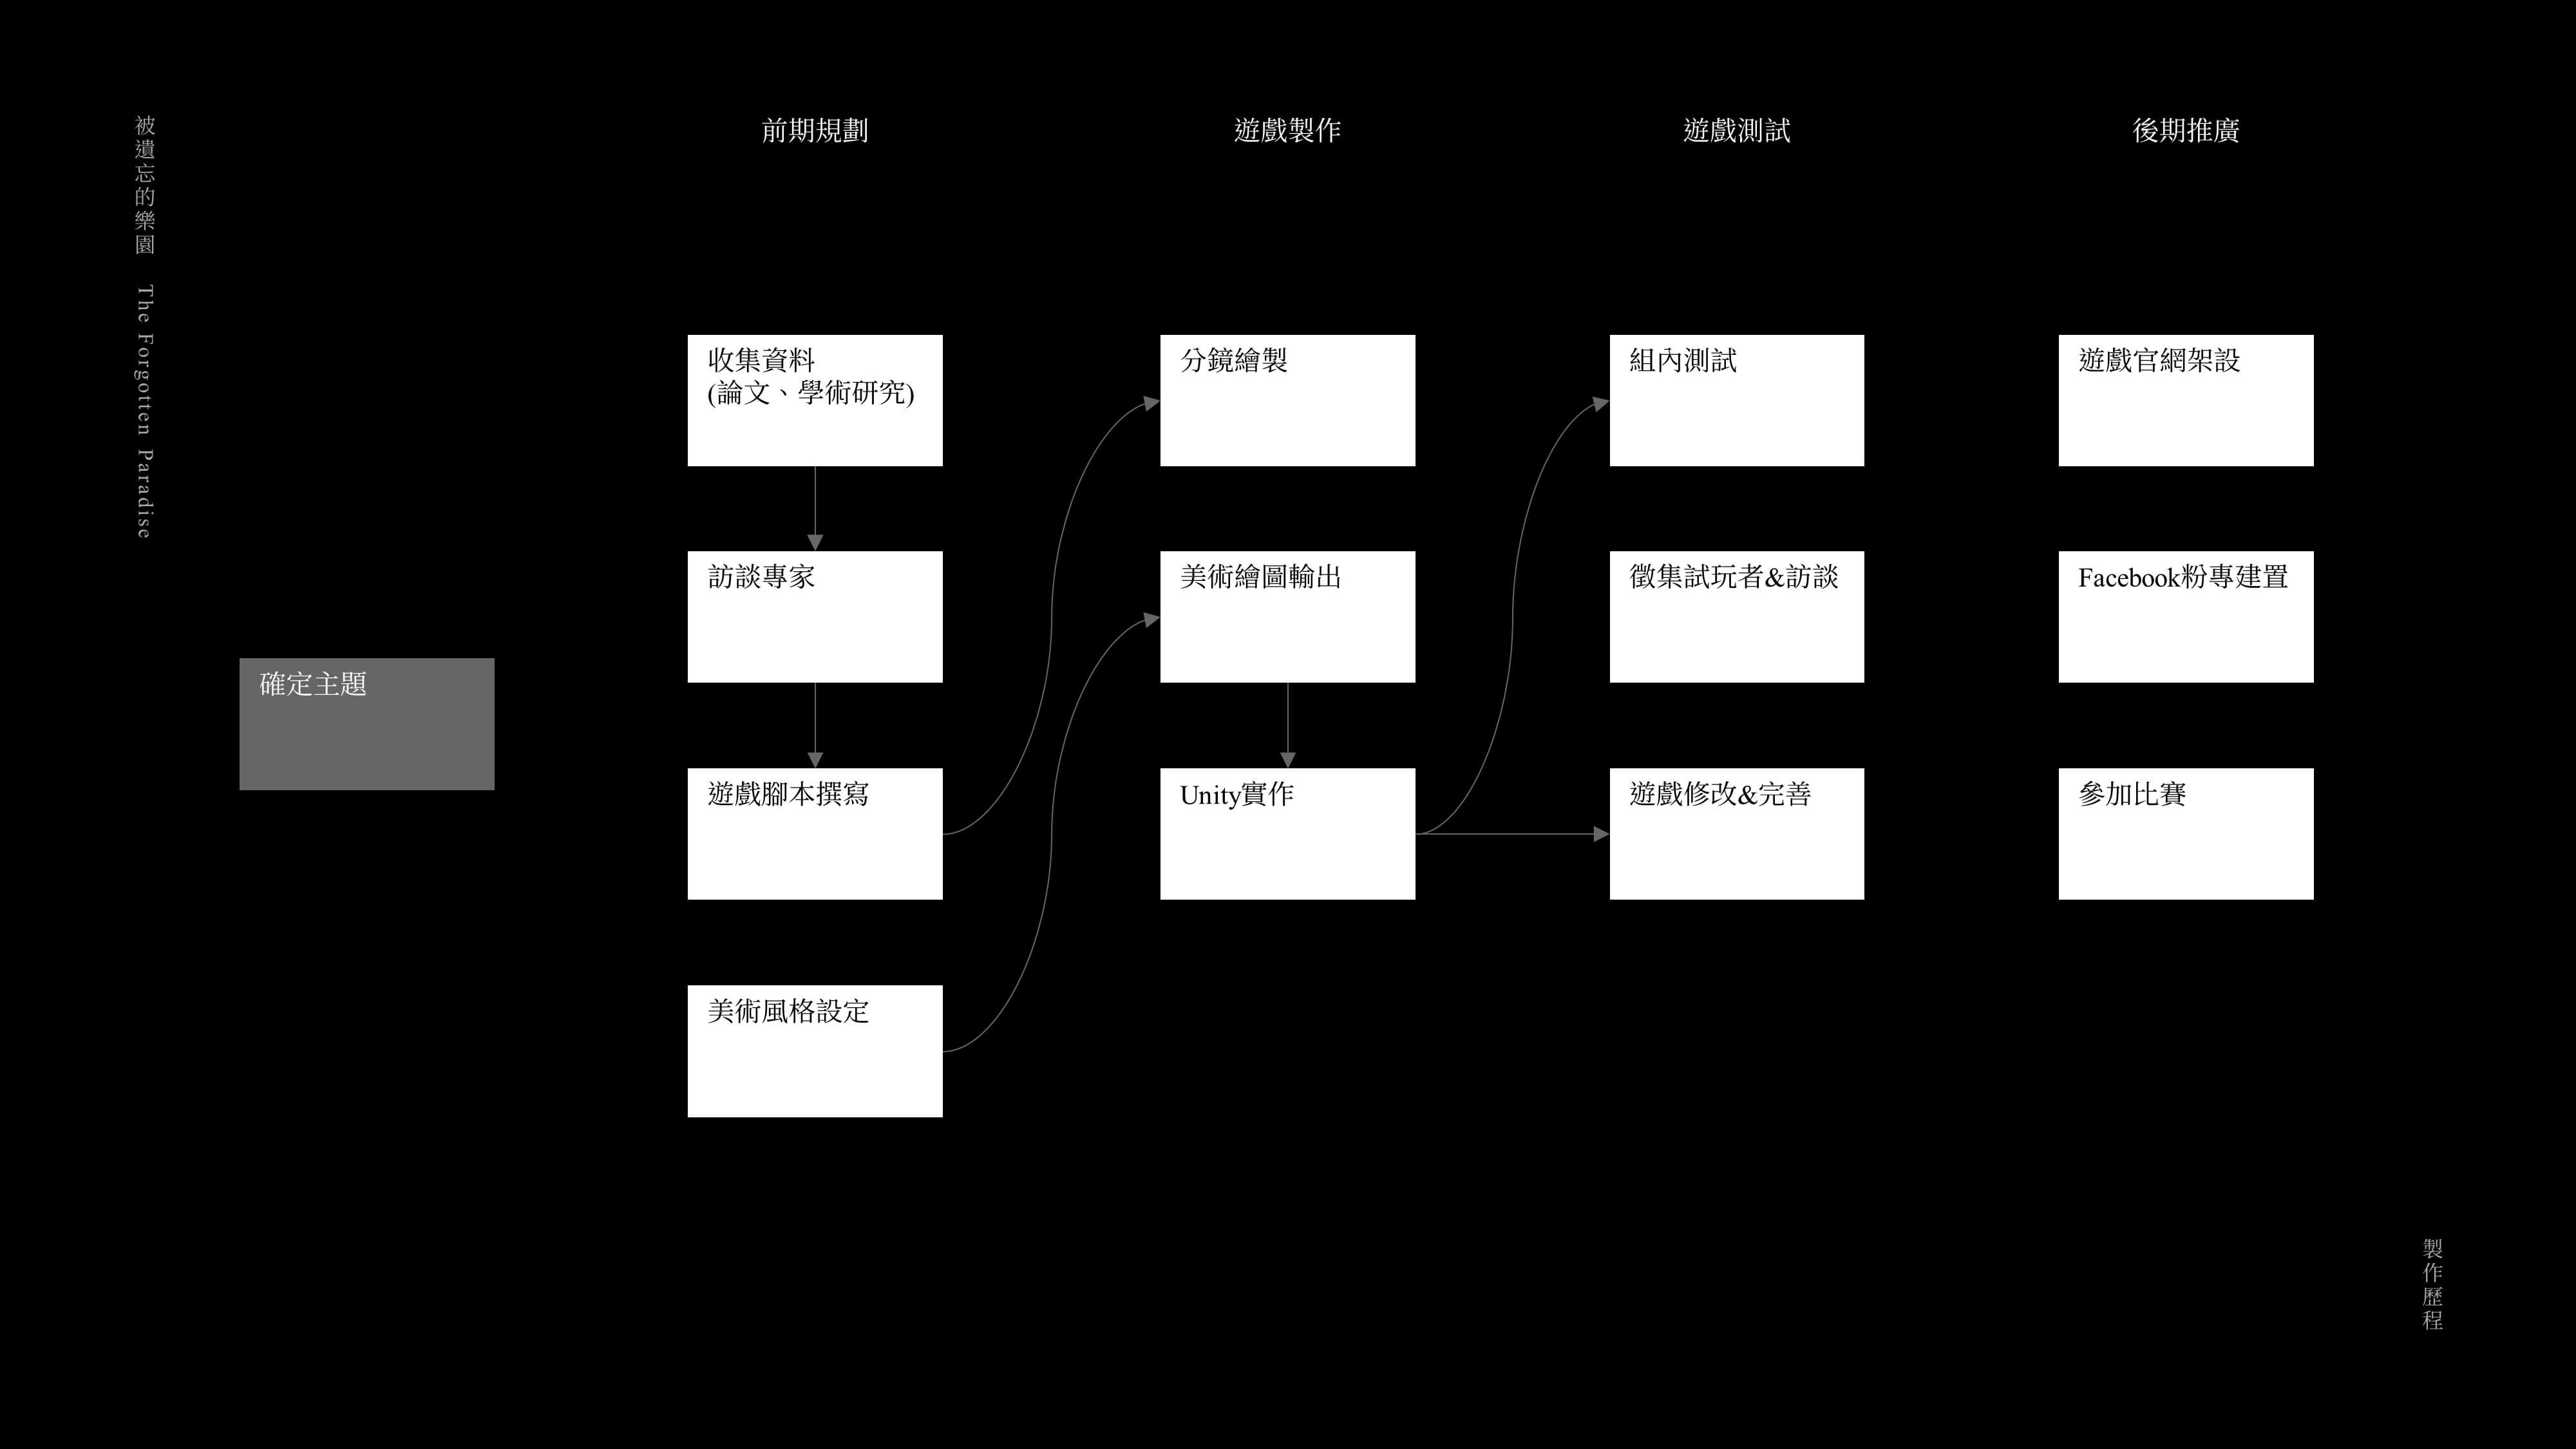 被遺忘的樂園 The Forgotten Paradise
前期規劃
遊戲製作
遊戲測試
後期推廣
確定主題
收集資料
(論文、學術研究)
訪談專家
遊戲腳本撰寫
美術風格設定
分鏡繪製
美術繪圖輸出
Unity實作
組內測試
徵集試玩者&訪談
遊戲修改&完善
遊戲官網架設
Facebook粉專建置
參加比賽
製作歷程